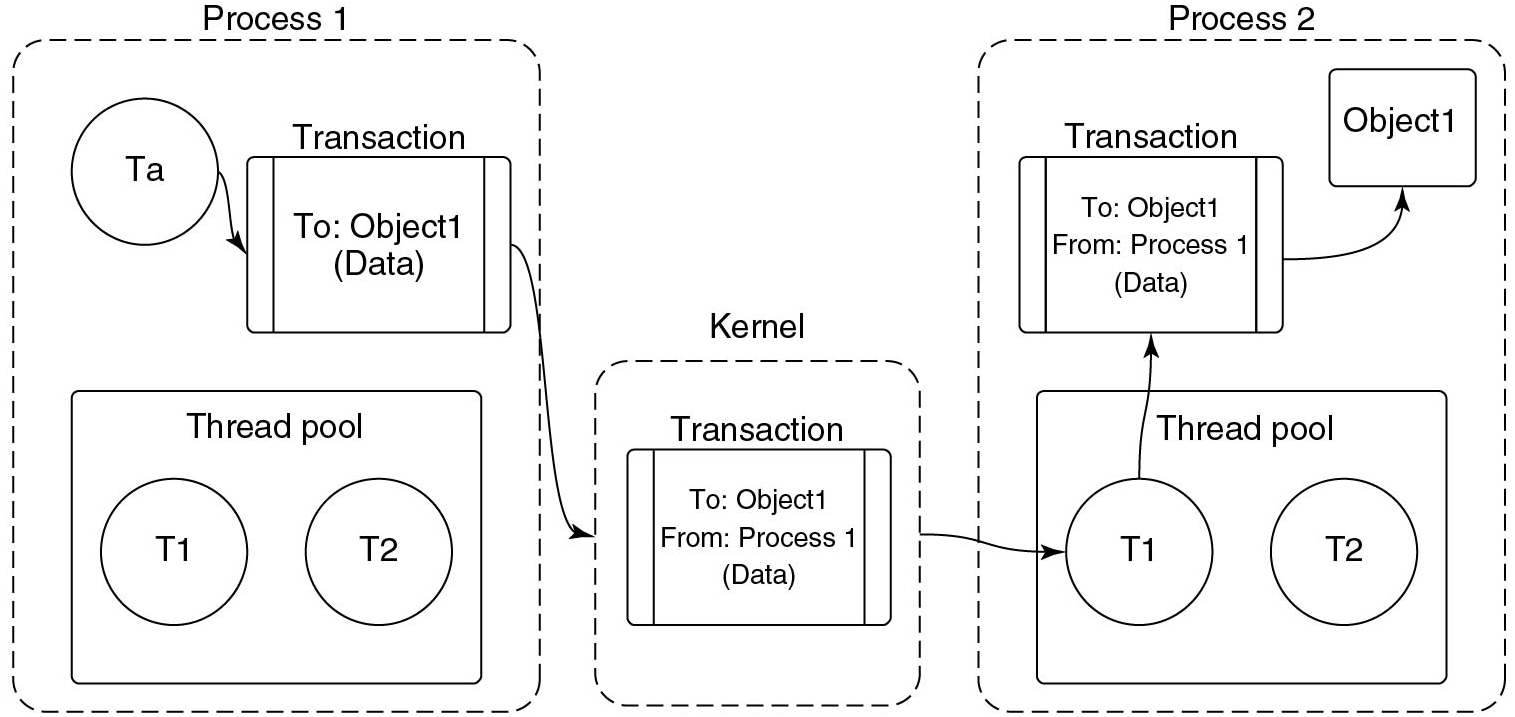 Process 1
Ta
Transaction
To: Object1
(Data)
Thread pool
T1
T2
Kernel
Transaction
To: Object1
From: Process 1
(Data)
Process 2
Transaction
To: Object1
From: Process 1
(Data)
Object1
Thread pool
T1
T2